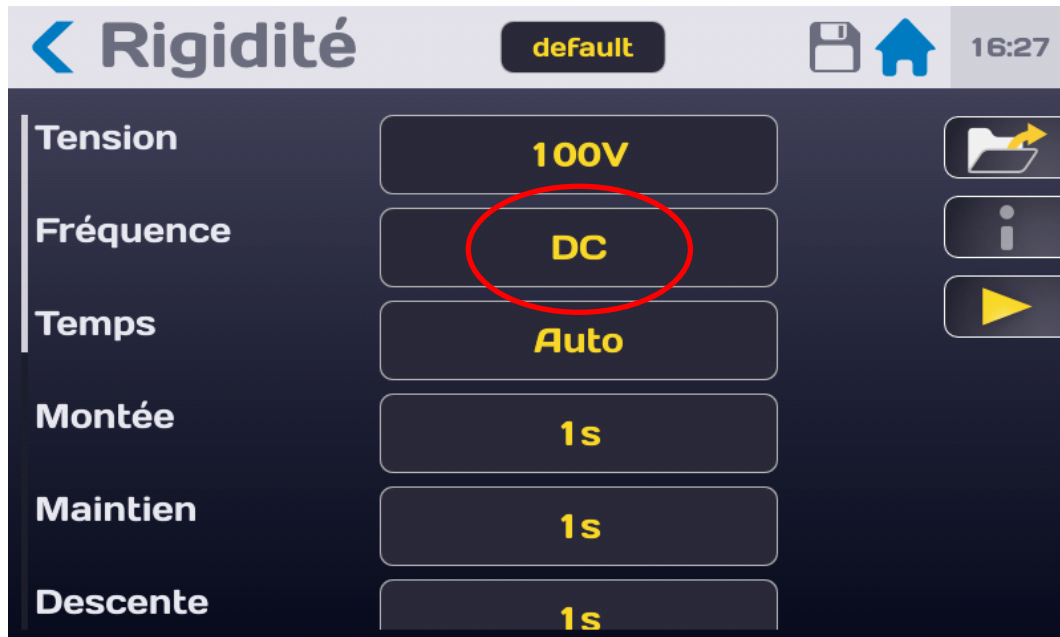 Rigidité
default
16:27
Tension
100V
Fréquence
DC
Temps
Auto
Montée
1s
Maintien
1s
Descente
1s